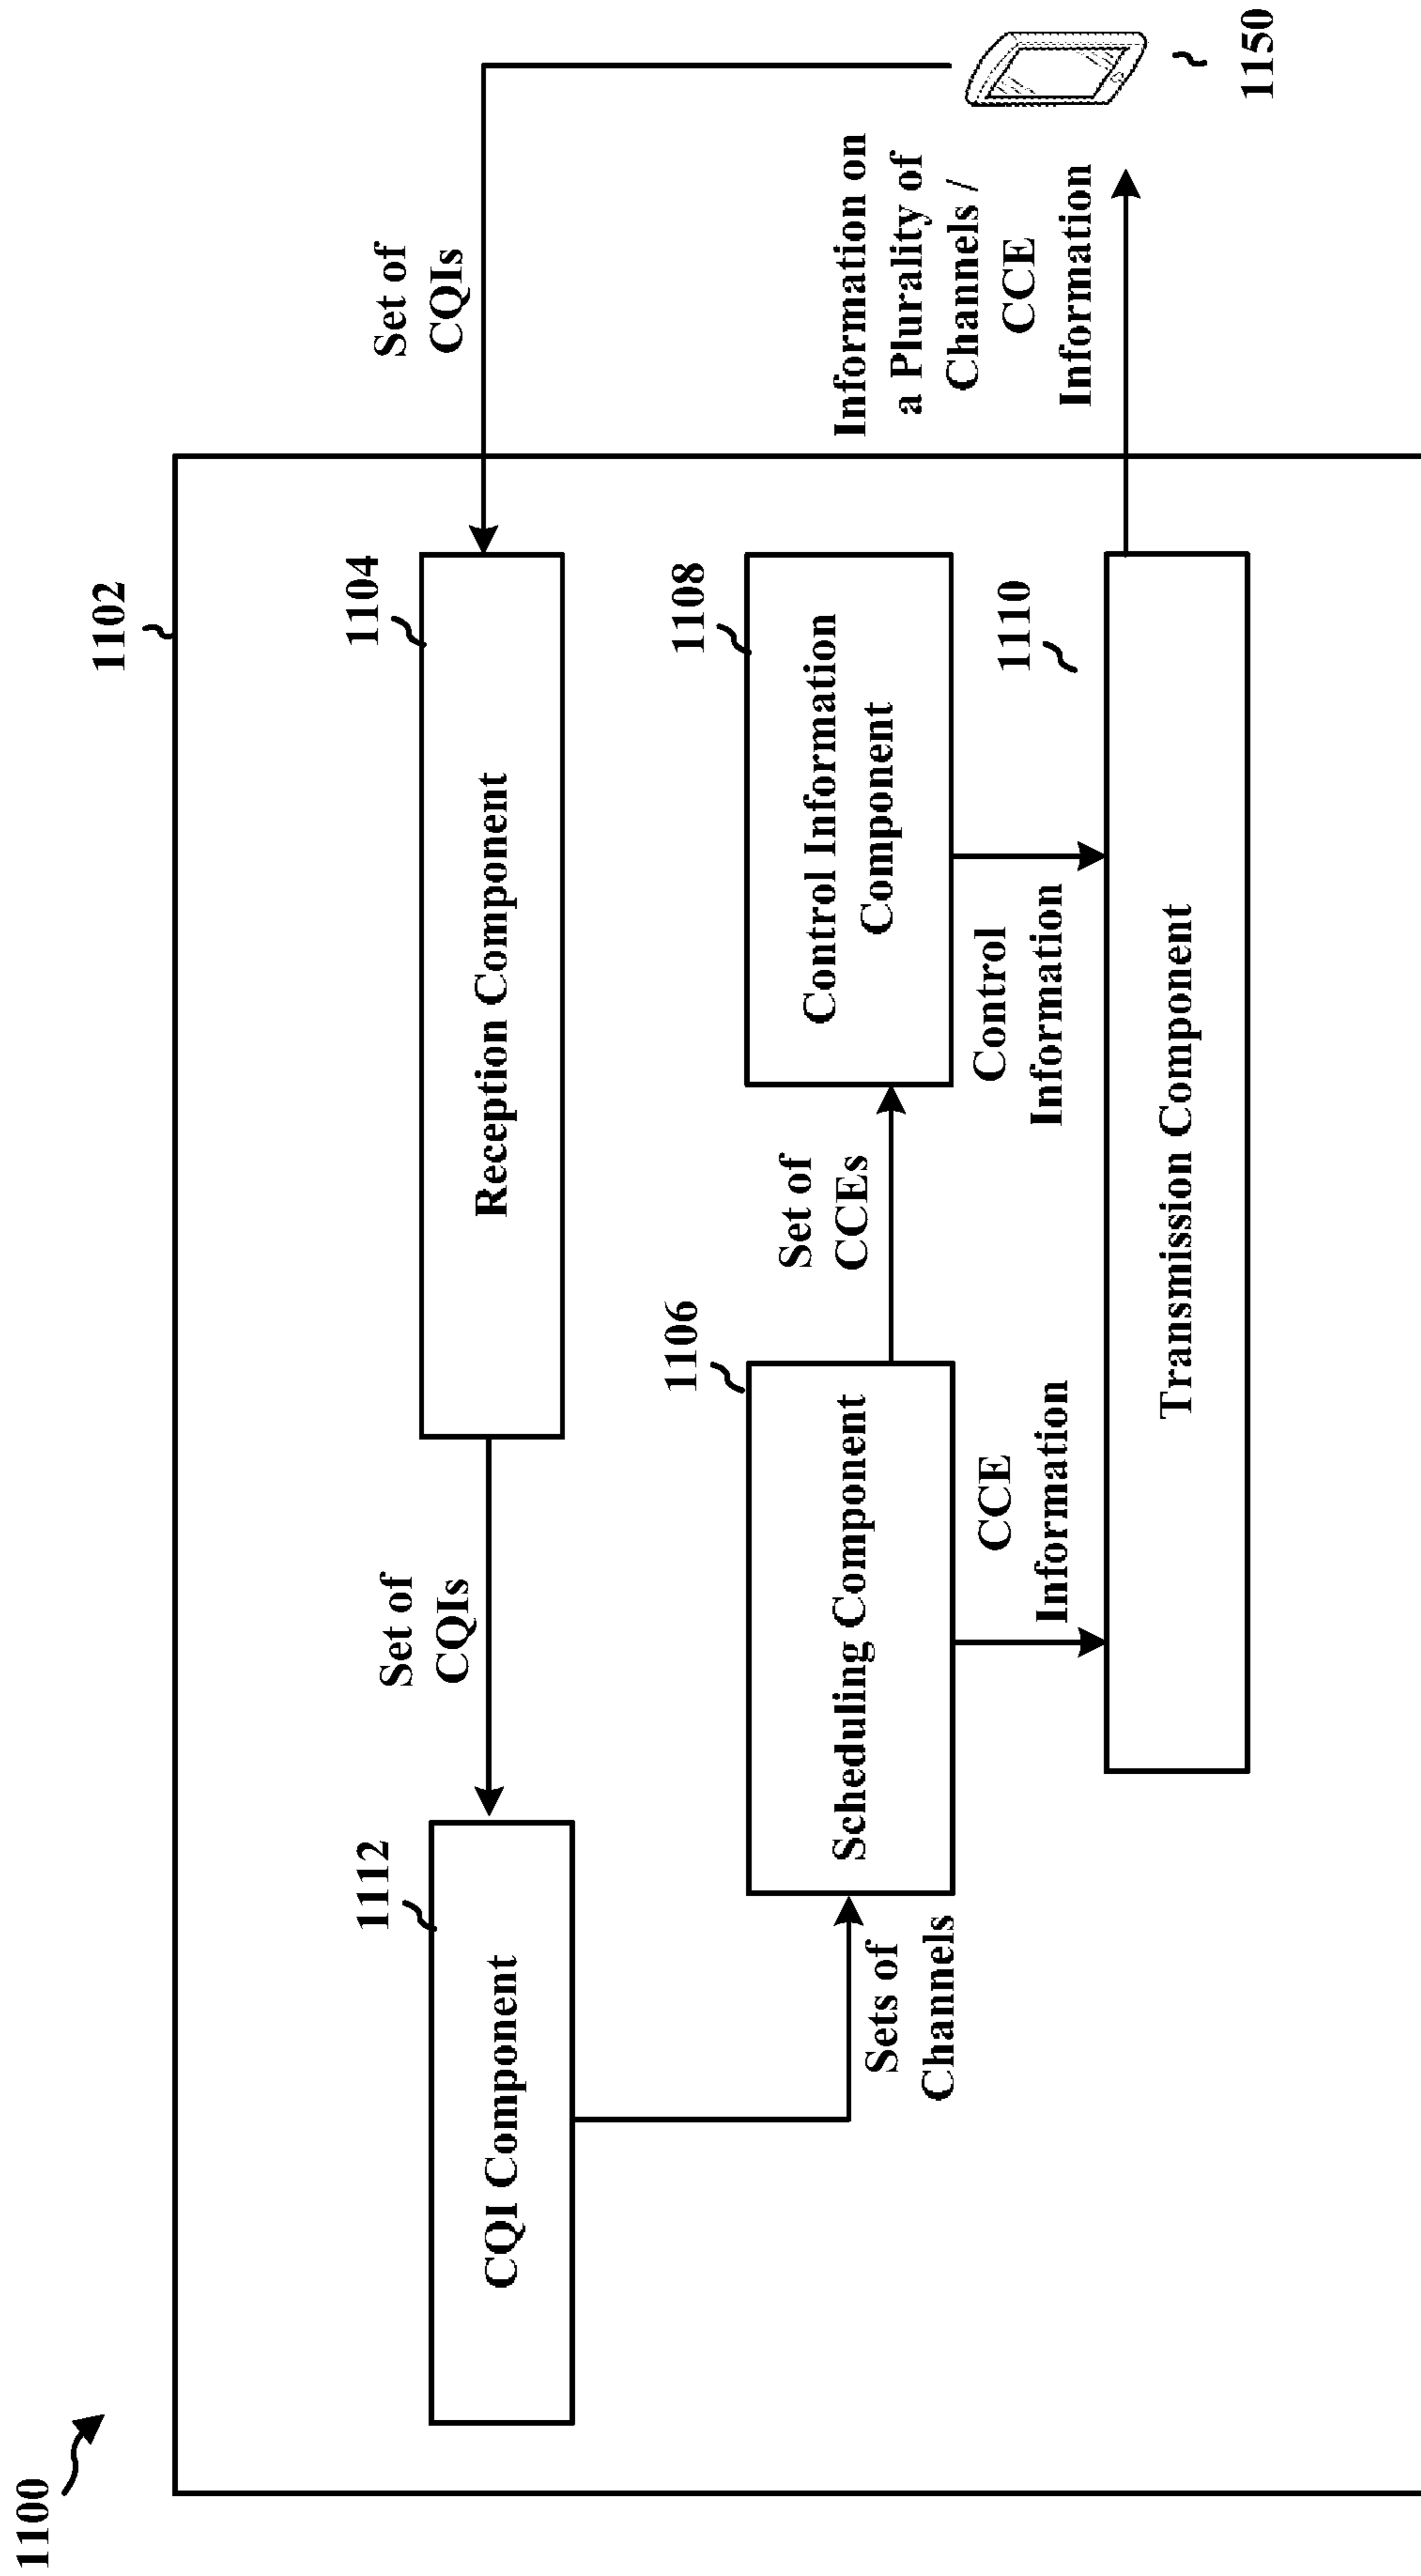 1100
1102
Set of
CQIs
1104
Reception Component
Set of
CQIs
1112
CQI Component
Sets of
Channels
1106
Scheduling Component
Set of
CCEs
1108
Control Information
Component
CCE
Information
Control
Information
1110
Transmission Component
Information on
a Plurality of
Channels /
CCE
Information
1150